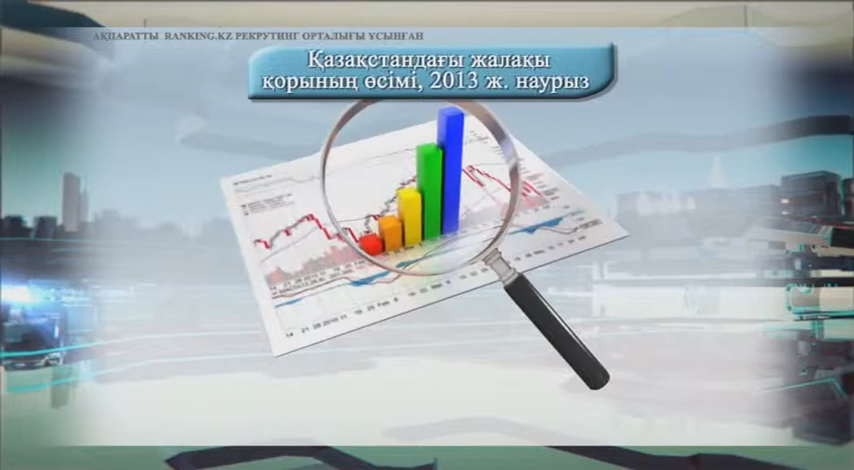 АҚПАРАТТЫ RANKING.KZ РЕКРУТИНГ ОРТАЛЫҒЫ ҰСЫНҒАН
Қазақстандағы жалақы
қорының өсімі, 2013 ж. наурыз